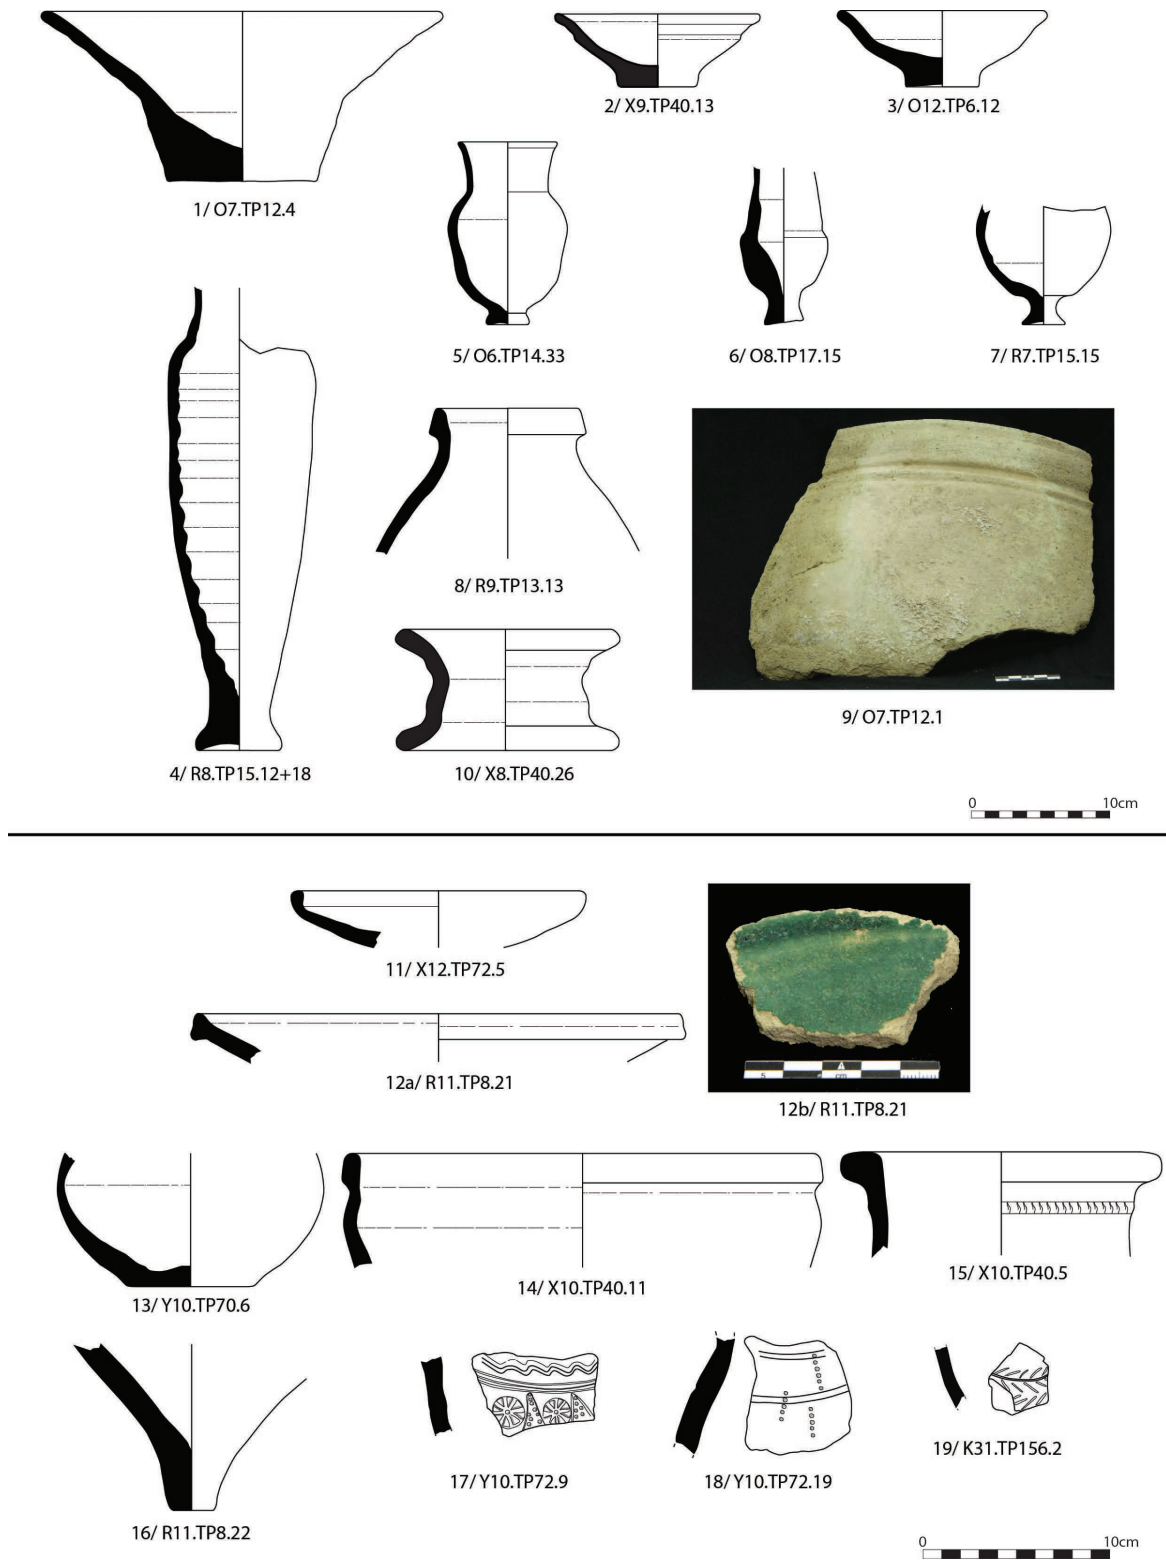 1/ O7.TP12.4
2/ X9.TP40.13
3/ O12.TP6.12
5/ O6.TP14.33
6/ O8.TP17.15
7/ R7.TP15.15
8/ R9.TP13.13
9/ O7.TP12.1
4/ R8.TP15.12+18
10/ X8.TP40.26
0 10cm
11/ X12.TP72.5
12a/ R11.TP8.21
5 A cm
12b/ R11.TP8.21
13/ Y10.TP70.6
14/ X10.TP40.11
15/ X10.TP40.5
16/ R11.TP8.22
17/ Y10.TP72.9
18/ Y10.TP72.19
19/ K31.TP156.2
0 10cm